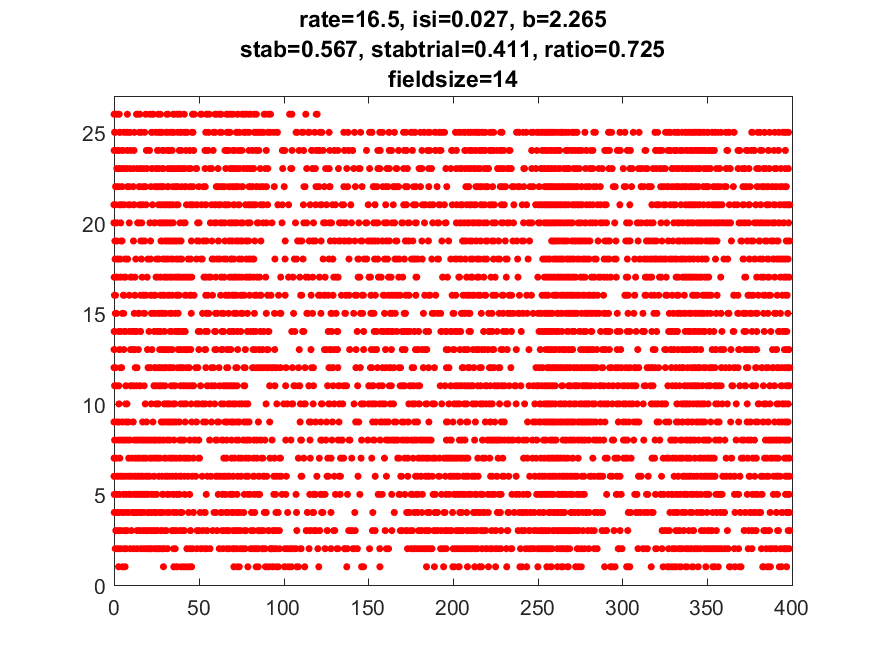 rate=16.5, isi=0.027, b=2.265
stab=0.567, stabtrial=0.411, ratio=0.725
fieldsize=14
25
20
15
10
5
0
0 50 100 150 200 250 300 350 400